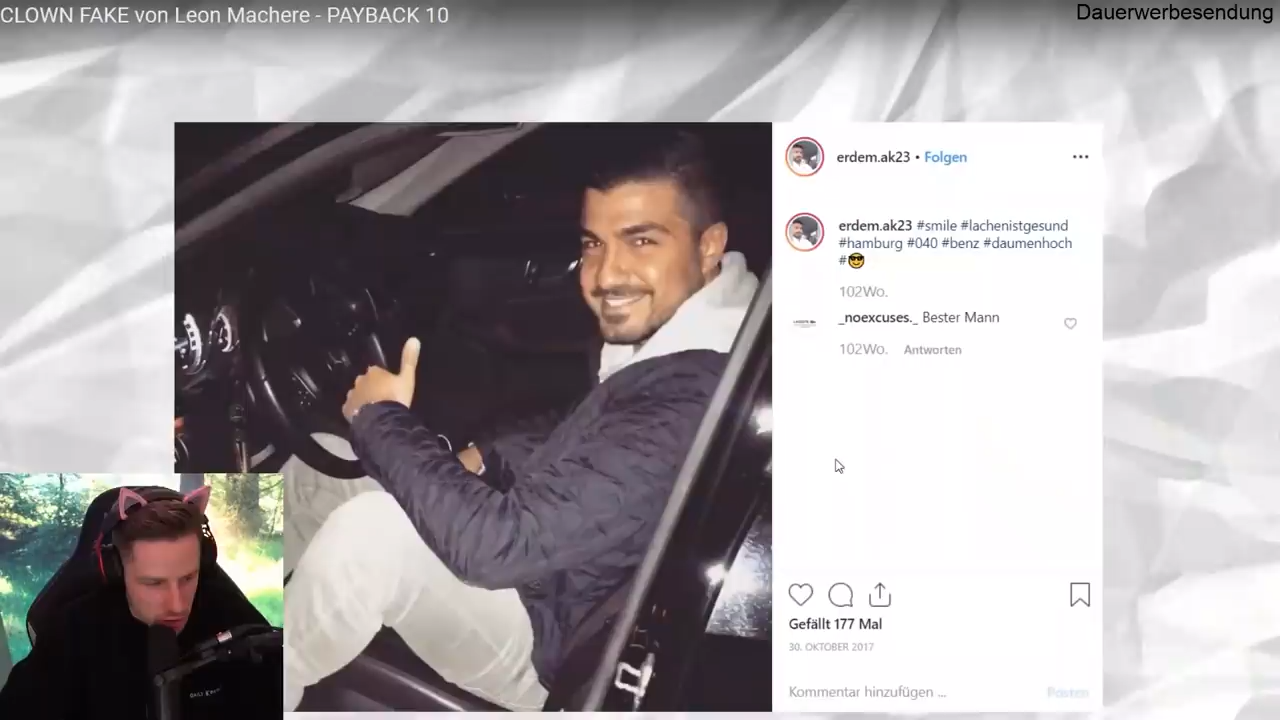 CLOWN FAKE von Leon Machere - PAYBACK 10
Dauerwerbesendung
erdem.ak23 • Folgen
erdem.ak23 #smile #lachenistgesund
#hamburg #040 #benz #daumenhoch
#😎
102Wo.
_noexcuses._ Bester Mann
102Wo. Antworten
Gefällt 177 Mal
30. OKTOBER 2017
Kommentar hinzufügen ...
Posten